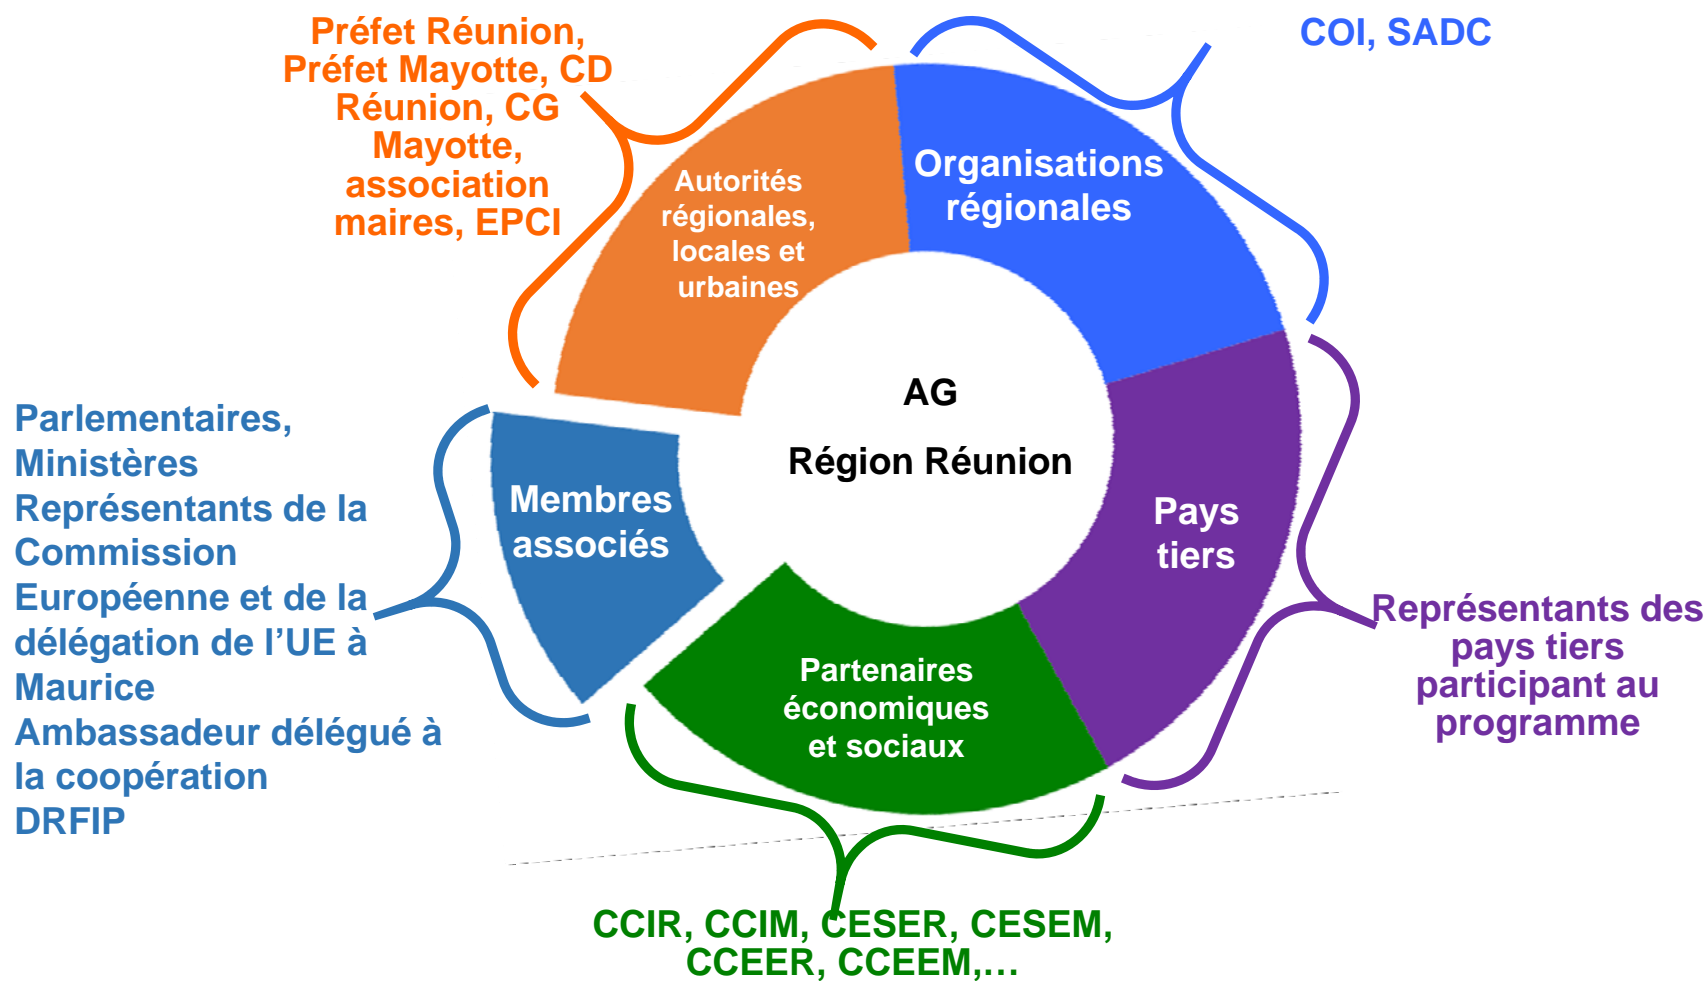 Préfet Réunion,
Préfet Mayotte, CD
Réunion, CG
Mayotte,
association
maires, EPCI
COI, SADC
Autorités
régionales,
locales et
urbaines
Organisations
régionales
AG
Région Réunion
Parlementaires,
Ministères
Représentants de la
Commission
Européenne et de la
délégation de l’UE à
Maurice
Ambassadeur délégué à
la coopération
DRFIP
Membres
associés
Pays
tiers
Représentants des
pays tiers
participant au
programme
Partenaires
économiques
et sociaux
CCIR, CCIM, CESER, CESEM,
CCEER, CCEEM,…